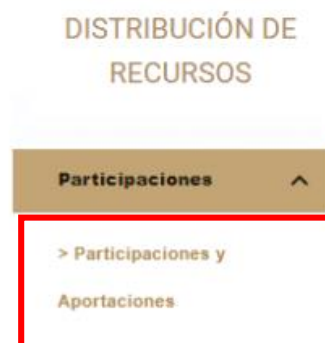 DISTRIBUCIÓN DE
RECURSOS
Participaciones
> Participaciones y
Aportaciones